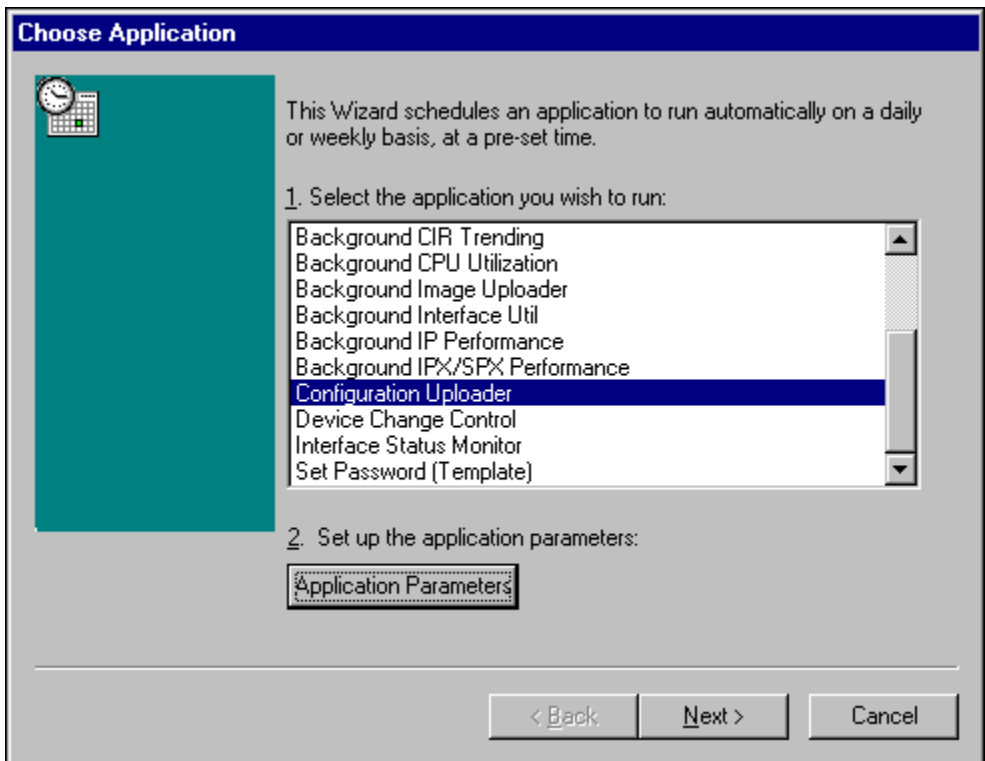 Choose Application
This Wizard schedules an application to run automatically on a daily
or weekly basis, at a pre-set time.
1. Select the application you wish to run:
Background CIR Trending
Background CPU Utilization
Background Image Uploader
Background Interface Util
Background IP Performance
Background IPX/SPX Performance
Configuration Uploader
Device Change Control
Interface Status Monitor
Set Password (Template)
2. Set up the application parameters:
Application Parameters
< Back Next > Cancel